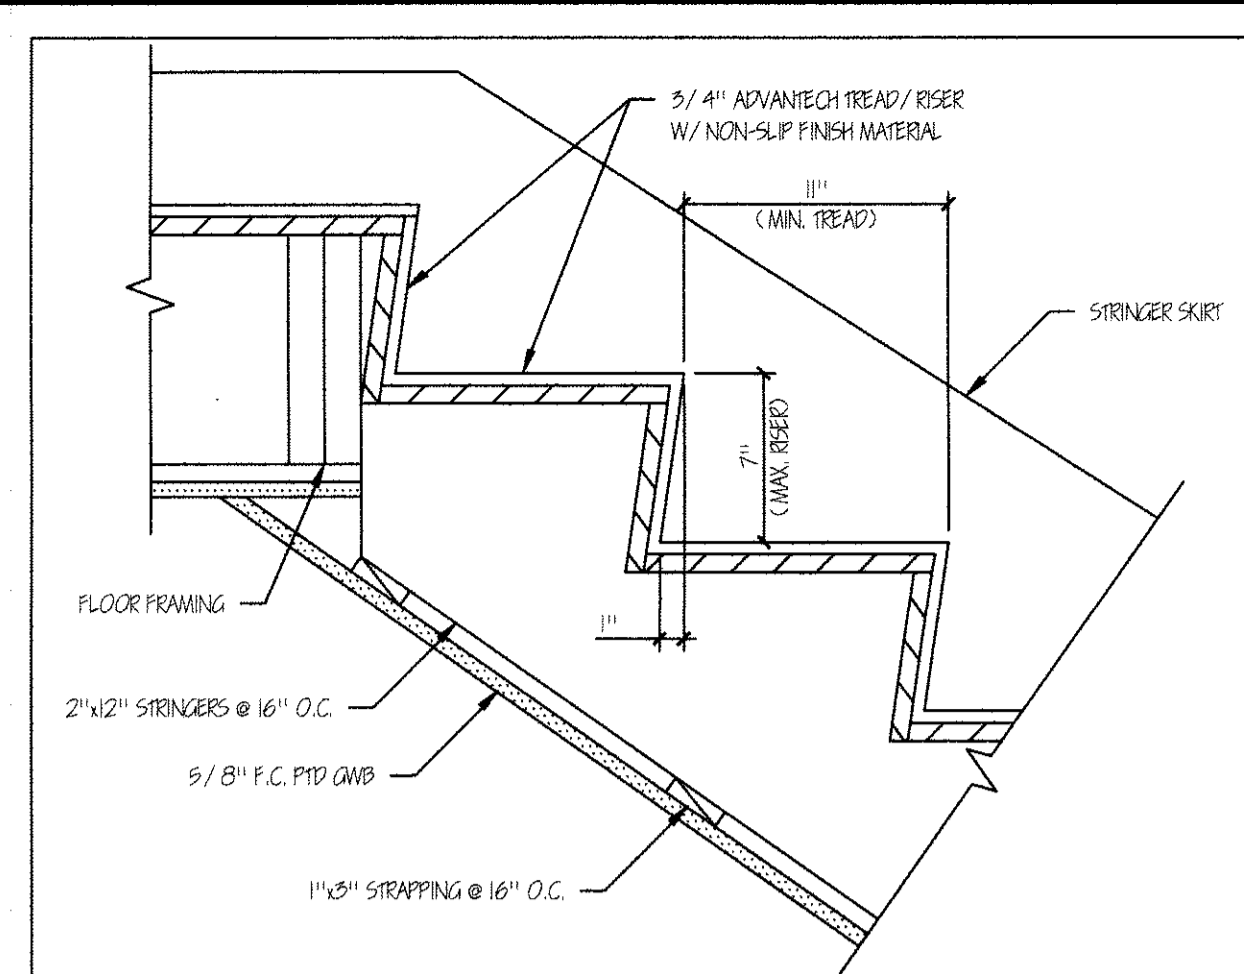 3/4" ADVANTECH TREAD/RISER
W/ NON-SLIP FINISH MATERIAL
11"
(MIN. TREAD)
STRINGER SKIRT
7"
(MAX. RISER)
FLOOR FRAMING
1"
2"x12" STRINGERS @ 16" O.C.
5/8" F.C. PTD GWB
1"x3" STRAPPING @ 16" O.C.